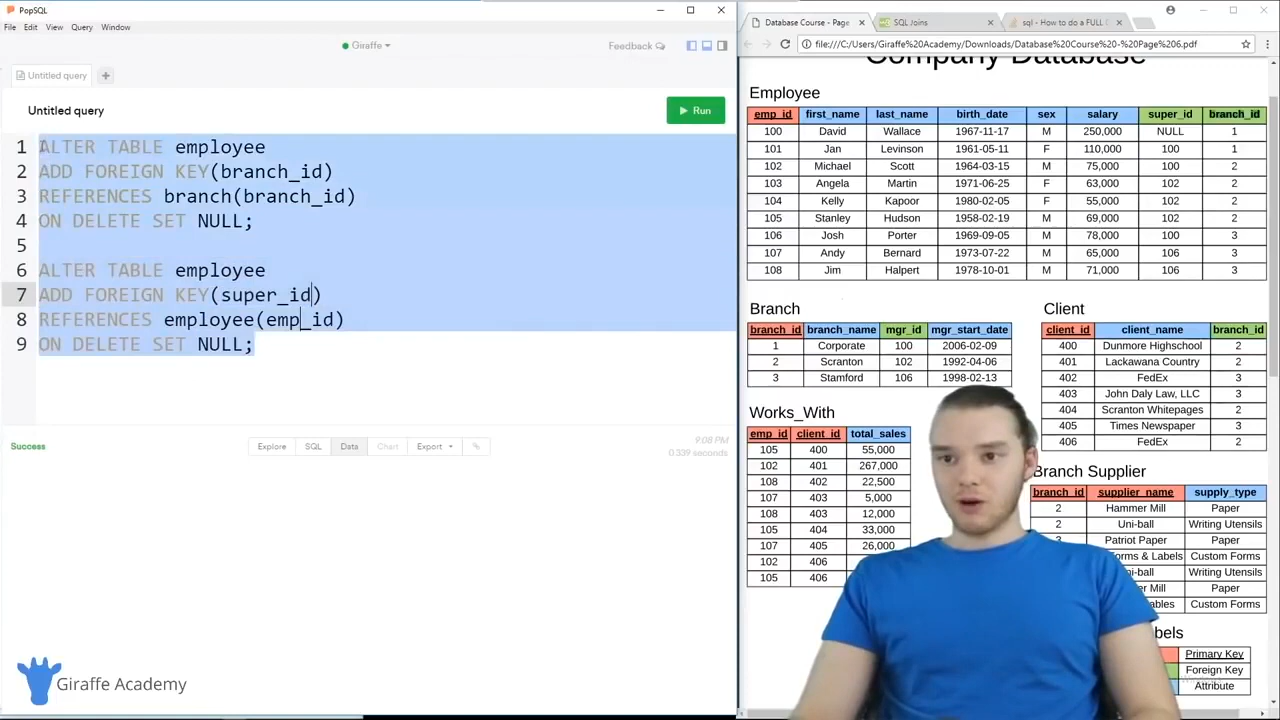 PopSQL
File Edit View Query Window
Giraffe
Feedback
Untitled query
Untitled query
Run
1 ALTER TABLE employee
2 ADD FOREIGN KEY(branch_id)
3 REFERENCES branch(branch_id)
4 ON DELETE SET NULL;
5
6 ALTER TABLE employee
7 ADD FOREIGN KEY(super_id)
8 REFERENCES employee(emp_id)
9 ON DELETE SET NULL;
Success
Explore SQL Data Chart Export
9:08 PM
0.339 seconds
Giraffe Academy
Database Course - Page
SQL Joins
sql - How to do a FULL
file:///C:/Users/Giraffe%20Academy/Downloads/Database%20Course%20-%20Page%206.pdf
Company Database
Employee
emp_id first_name last_name birth_date sex salary super_id branch_id
100 David Wallace 1967-11-17 M 250,000 NULL 1
101 Jan Levinson 1961-05-11 F 110,000 100 1
102 Michael Scott 1964-03-15 M 75,000 100 2
103 Angela Martin 1971-06-25 F 63,000 102 2
104 Kelly Kapoor 1980-02-05 F 55,000 102 2
105 Stanley Hudson 1958-02-19 M 69,000 102 2
106 Josh Porter 1969-09-05 M 78,000 100 3
107 Andy Bernard 1973-07-22 M 65,000 106 3
108 Jim Halpert 1978-10-01 M 71,000 106 3
Branch
branch_id branch_name mgr_id mgr_start_date
1 Corporate 100 2006-02-09
2 Scranton 102 1992-04-06
3 Stamford 106 1998-02-13
Client
client_id client_name branch_id
400 Dunmore Highschool 2
401 Lackawana Country 2
402 FedEx 3
403 John Daly Law, LLC 3
404 Scranton Whitepages 2
405 Times Newspaper 3
406 FedEx 2
Works_With
emp_id client_id total_sales
105 400 55,000
102 401 267,000
108 402 22,500
107 403 5,000
108 403 12,000
105 404 33,000
107 405 26,000
102 406
105 406
Branch Supplier
branch_id supplier_name supply_type
2 Hammer Mill Paper
2 Uni-ball Writing Utensils
3 Patriot Paper Paper
Forms & Labels Custom Forms
Writing Utensils
Mill Paper
Custom Forms
Primary Key
Foreign Key
Attribute